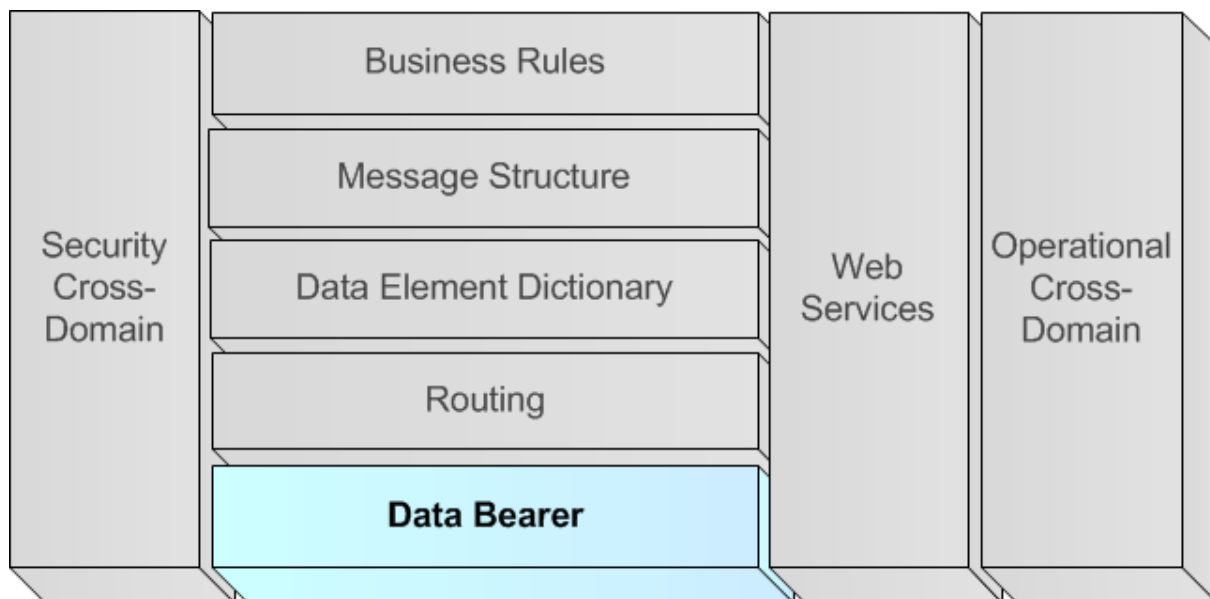 Security
Cross-
Domain
Business Rules
Message Structure
Data Element Dictionary
Routing
Data Bearer
Web
Services
Operational
Cross-
Domain